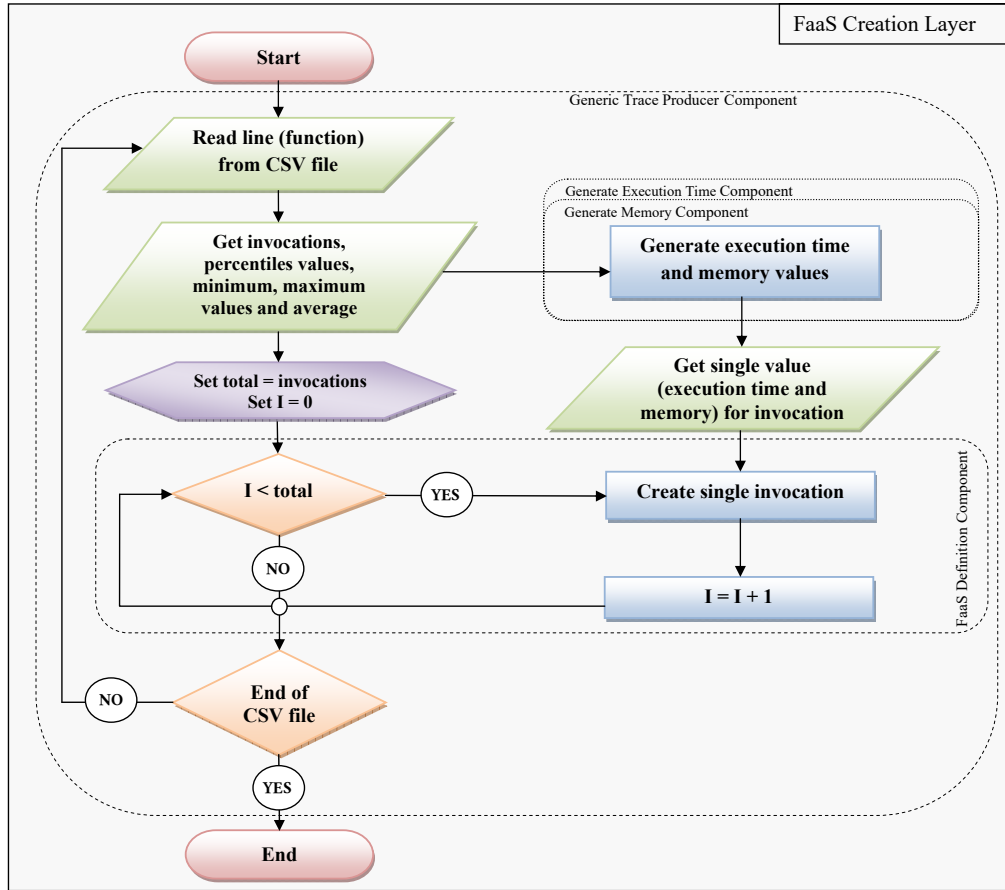 FaaS Creation Layer
Start
Generic Trace Producer Component
Read line (function)
from CSV file
Generate Execution Time Component
Generate Memory Component
Get invocations,
percentiles values,
minimum, maximum
values and average
Generate execution time
and memory values
Set total = invocations
Set I = 0
Get single value
(execution time and
memory) for invocation
FaaS Definition Component
I < total
YES
Create single invocation
NO
I = I + 1
End of
CSV file
NO
YES
End